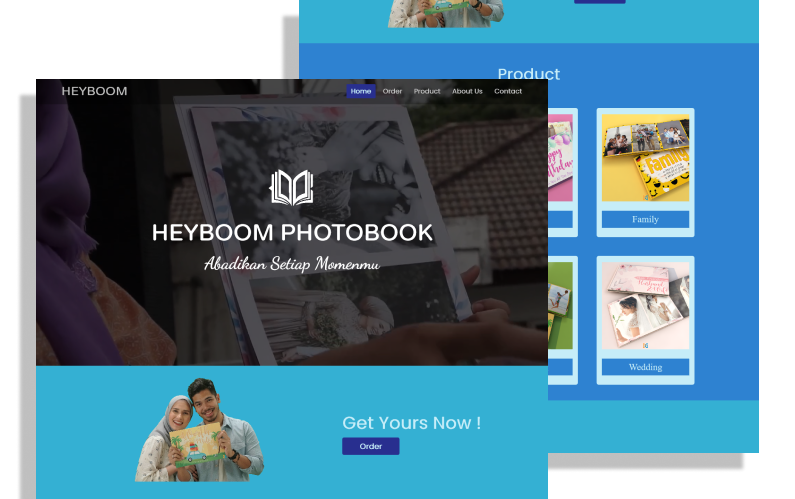 HEYBOOM
Home Order Product About Us Contact
HEYBOOM PHOTOBOOK
Abadikan Setiap Momenmu
Get Yours Now !
Order
Product
Family
Wedding